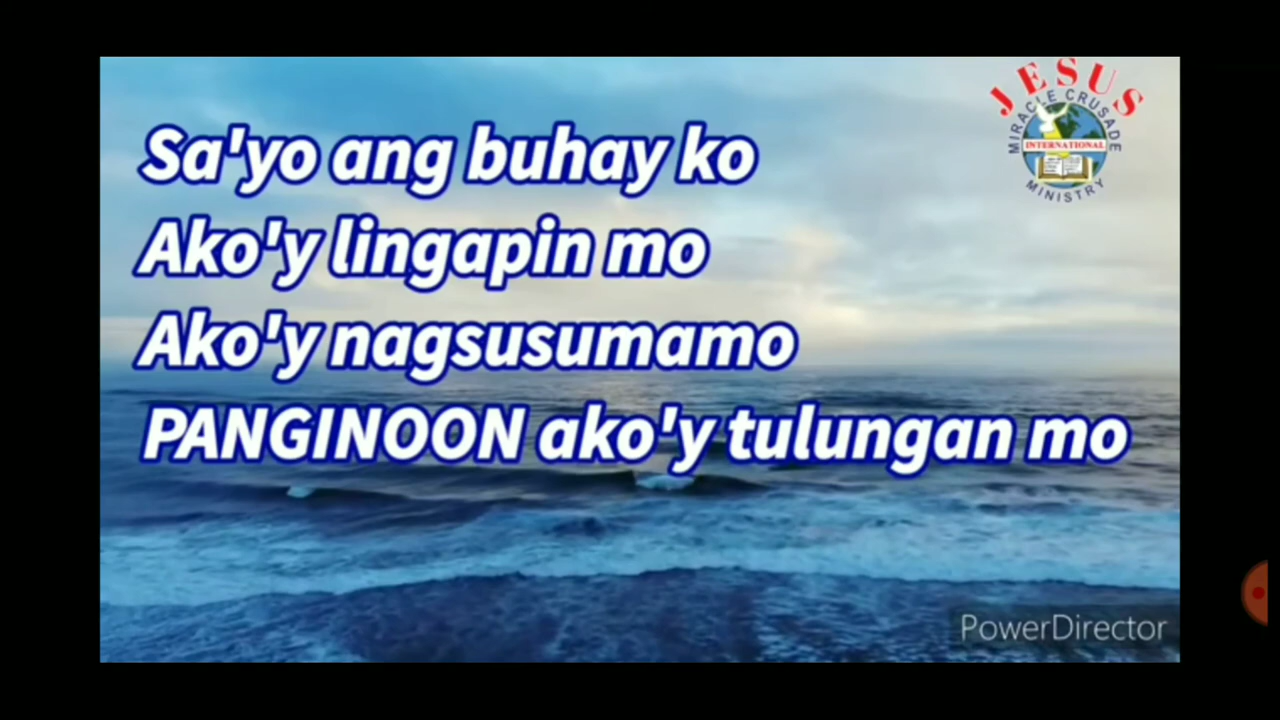 JESUS
MIRACLE CRUSADE
INTERNATIONAL
MINISTRY
Sa'yo ang buhay ko
Ako'y lingapin mo
Ako'y nagsusumamo
PANGINOON ako'y tulungan mo
PowerDirector